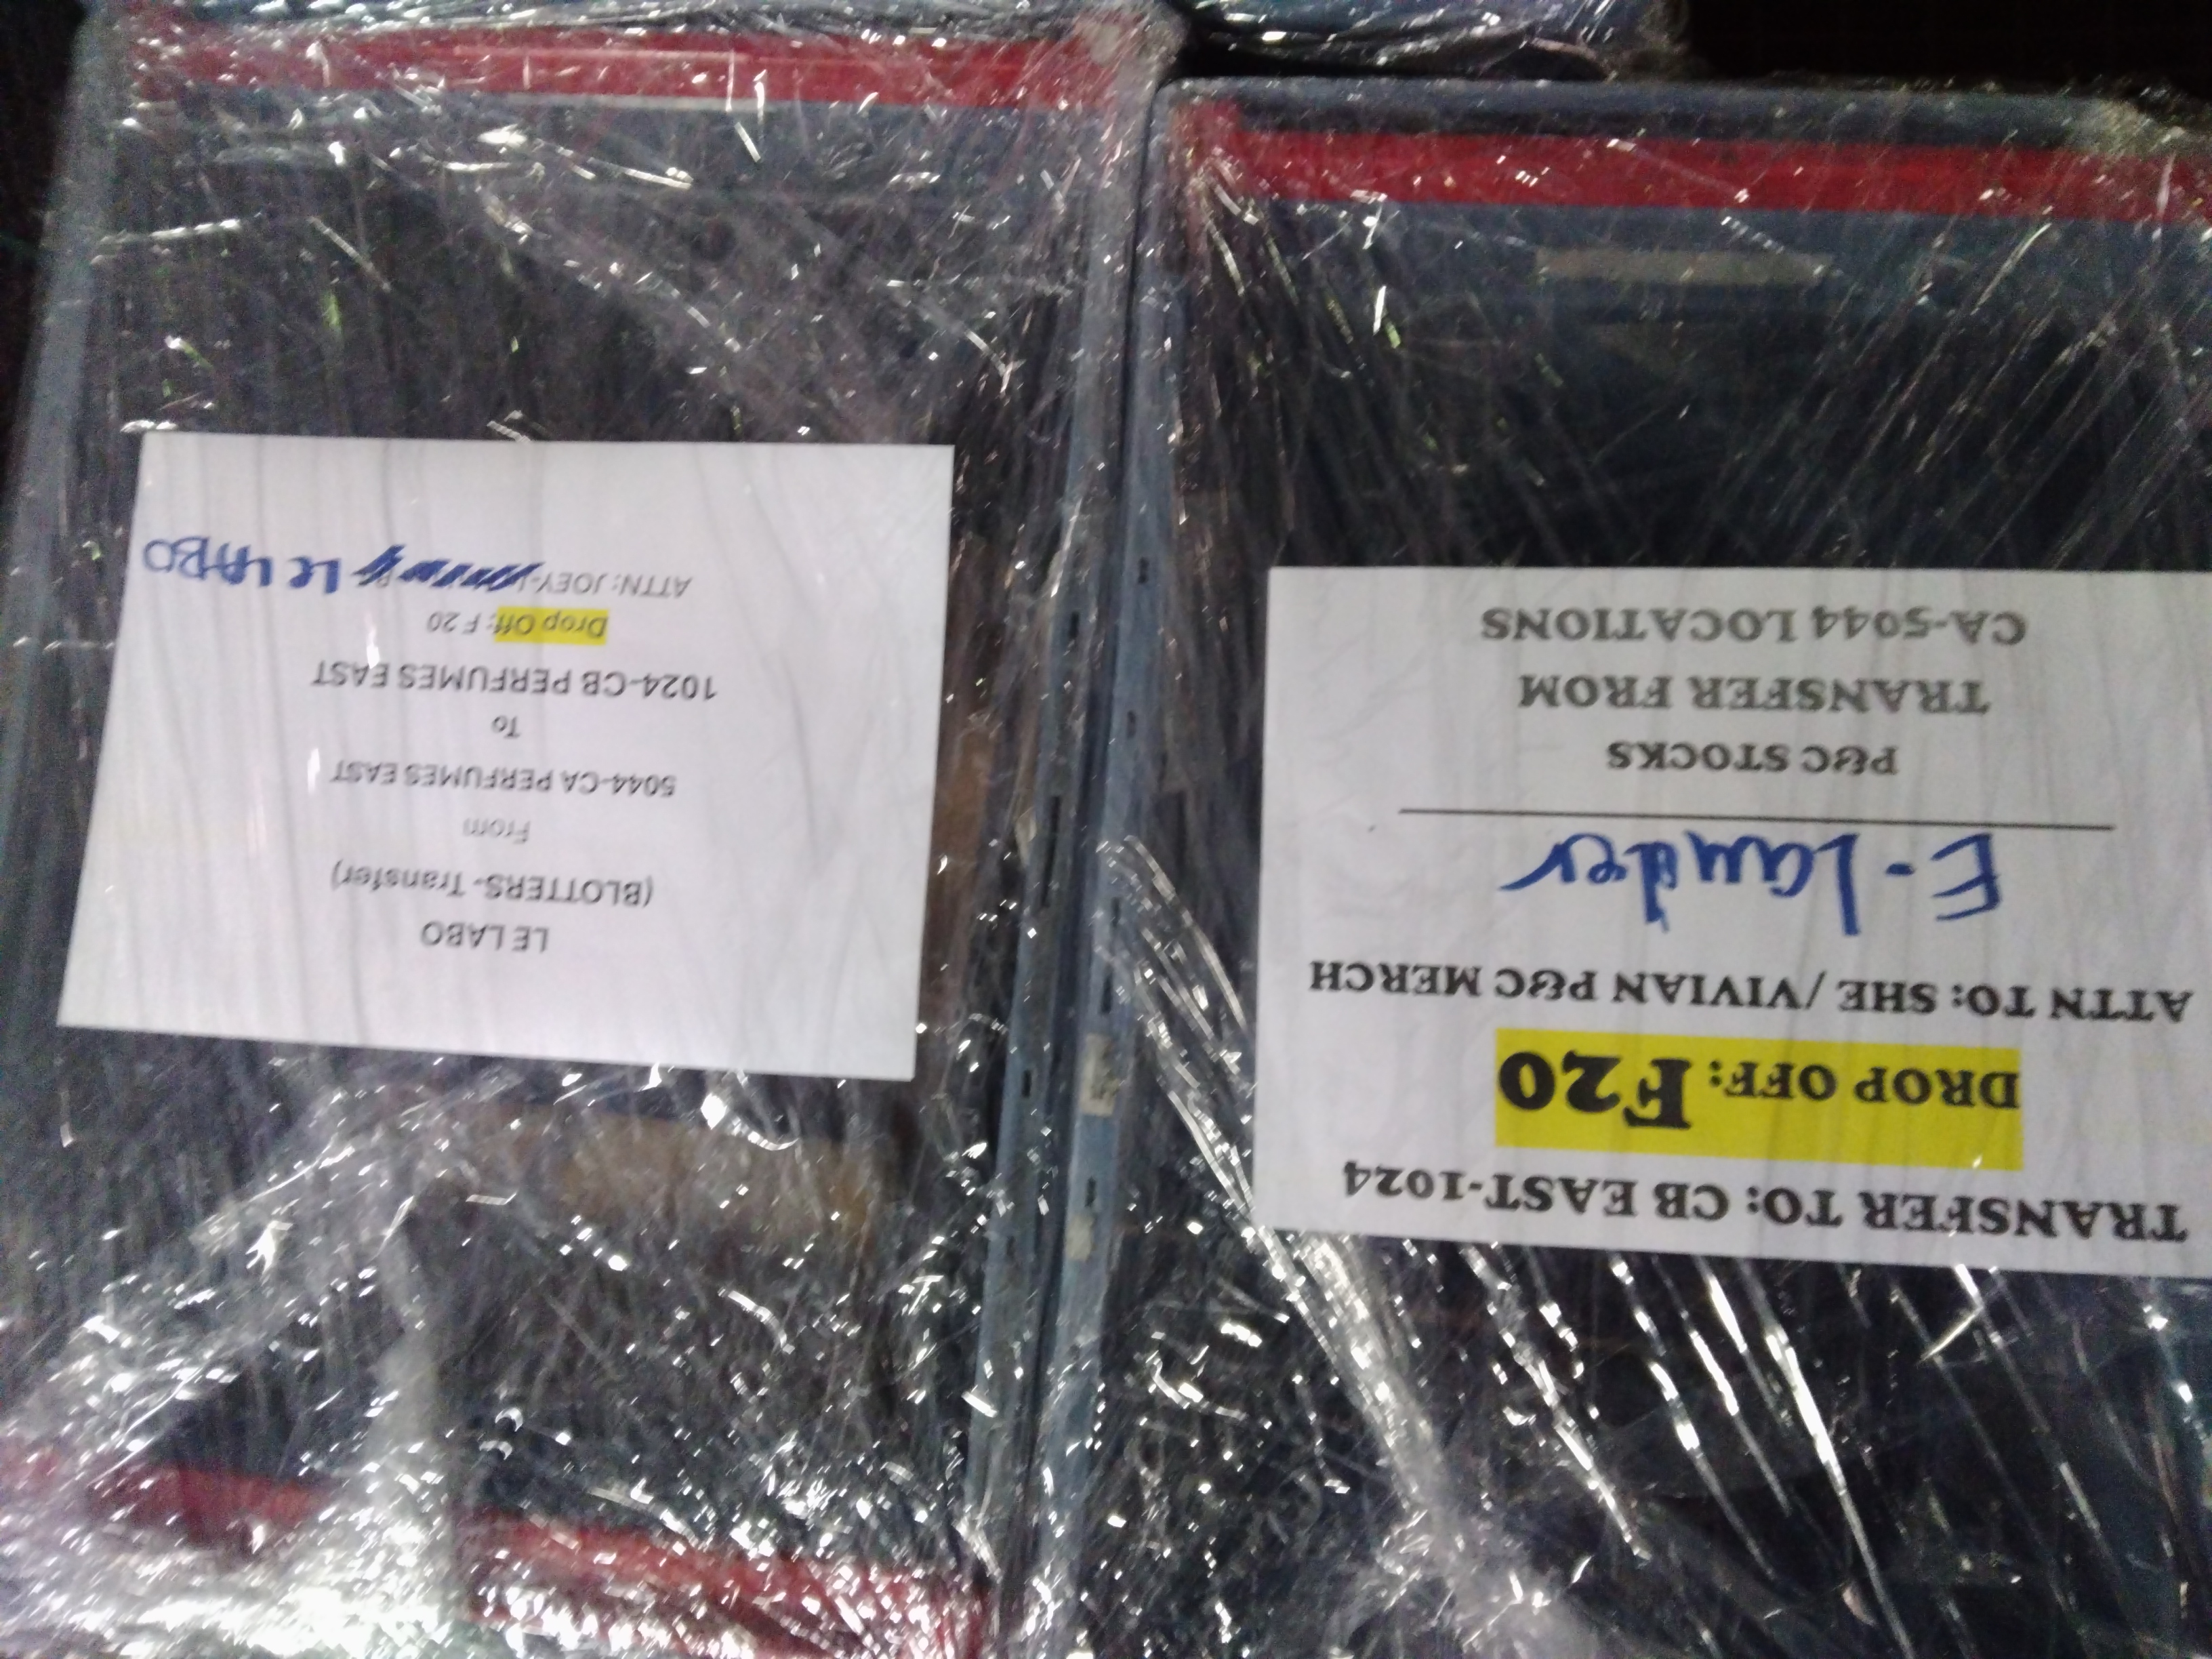 TRANSFER TO: CB EAST-1024
DROP OFF: F20
ATTN TO: SHE / VIVIAN P&C MERCH
E-Lauder
P&C STOCKS
TRANSFER FROM
CA-5044 LOCATIONS
LE LABO
(BLOTTERS- Transfer)
From
5044-CA PERFUMES EAST
To
1024-CB PERFUMES EAST
Drop Off: F 20
ATTN: JOEY- LE LABO